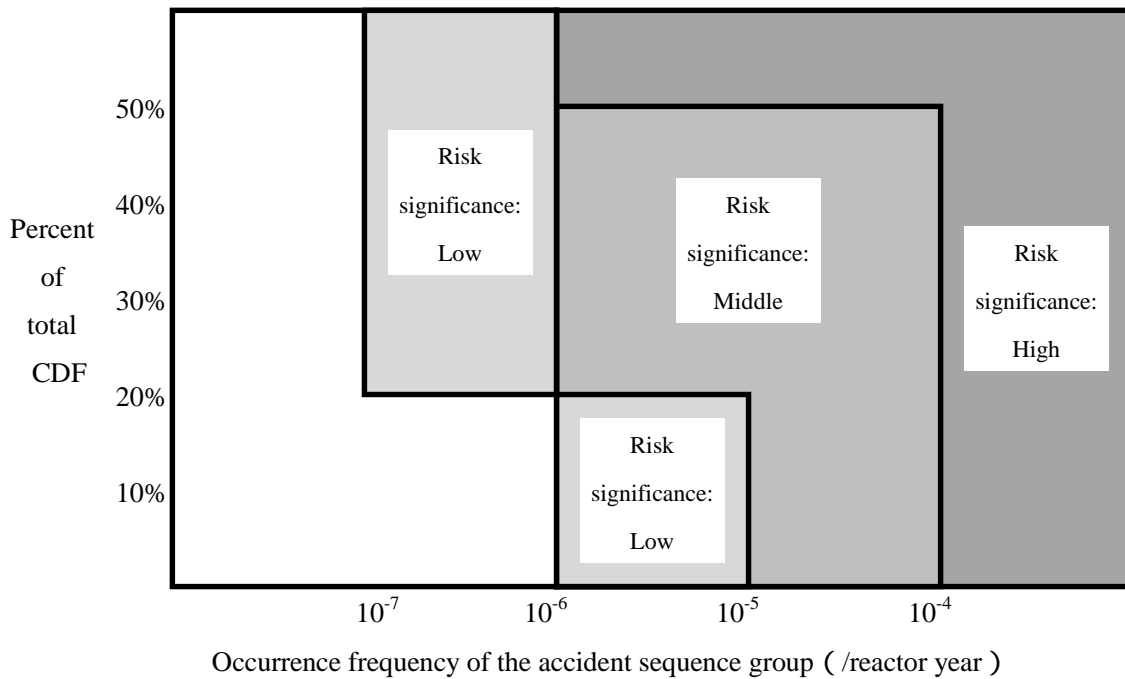 50%
40%
30%
20%
10%
Percent
of
total
CDF
Risk
significance:
Low
Risk
significance:
Middle
Risk
significance:
High
Risk
significance:
Low
10-7
10-6
10-5
10-4
Occurrence frequency of the accident sequence group ( /reactor year )